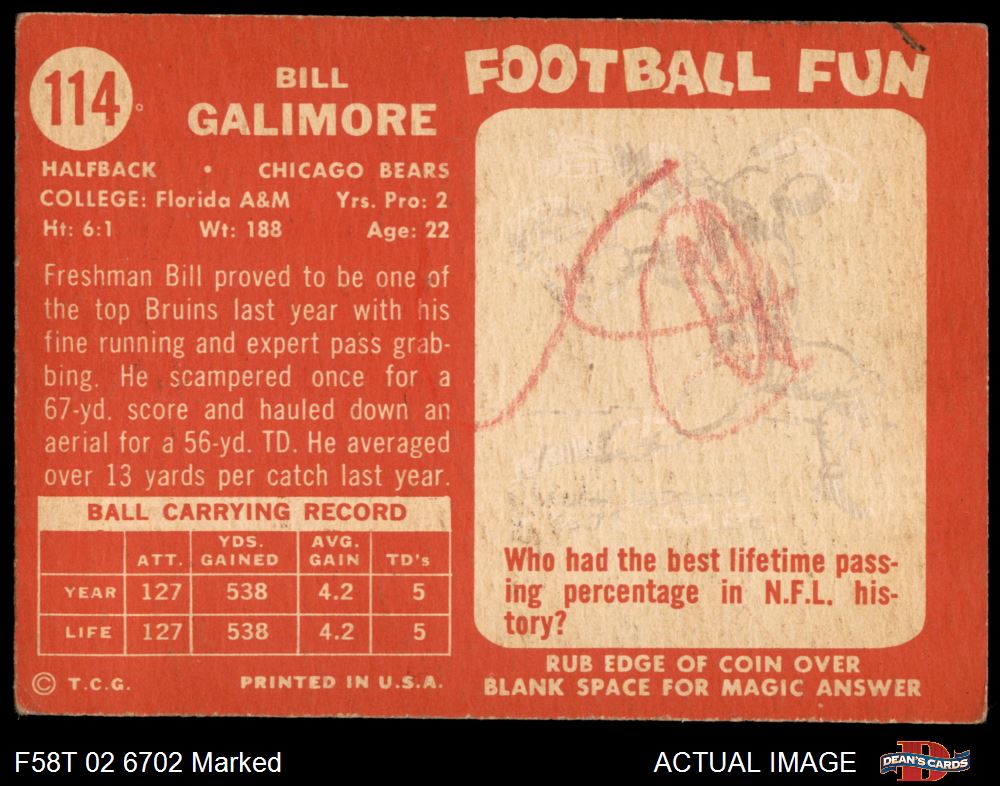 114
BILL
GALIMORE
HALFBACK • CHICAGO BEARS
COLLEGE: Florida A&M Yrs. Pro: 2
Ht: 6:1 Wt: 188 Age: 22
Freshman Bill proved to be one of
the top Bruins last year with his
fine running and expert pass grab-
bing. He scampered once for a
67-yd. score and hauled down an
aerial for a 56-yd. TD. He averaged
over 13 yards per catch last year.
BALL CARRYING RECORD
ATT. YDS. GAINED AVG. GAIN TD's
YEAR 127 538 4.2 5
LIFE 127 538 4.2 5
© T.C.G. PRINTED IN U.S.A.
FOOTBALL FUN
Who had the best lifetime pass-
ing percentage in N.F.L. his-
tory?
RUB EDGE OF COIN OVER
BLANK SPACE FOR MAGIC ANSWER
F58T 02 6702 Marked
ACTUAL IMAGE
DEAN'S CARDS